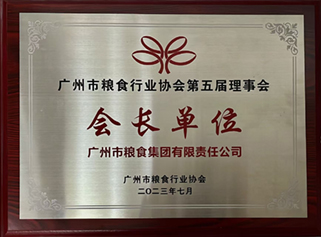 广州市粮食行业协会第五届理事会
会长单位
广州市粮食集团有限责任公司
广州市粮食行业协会
二〇二三年七月